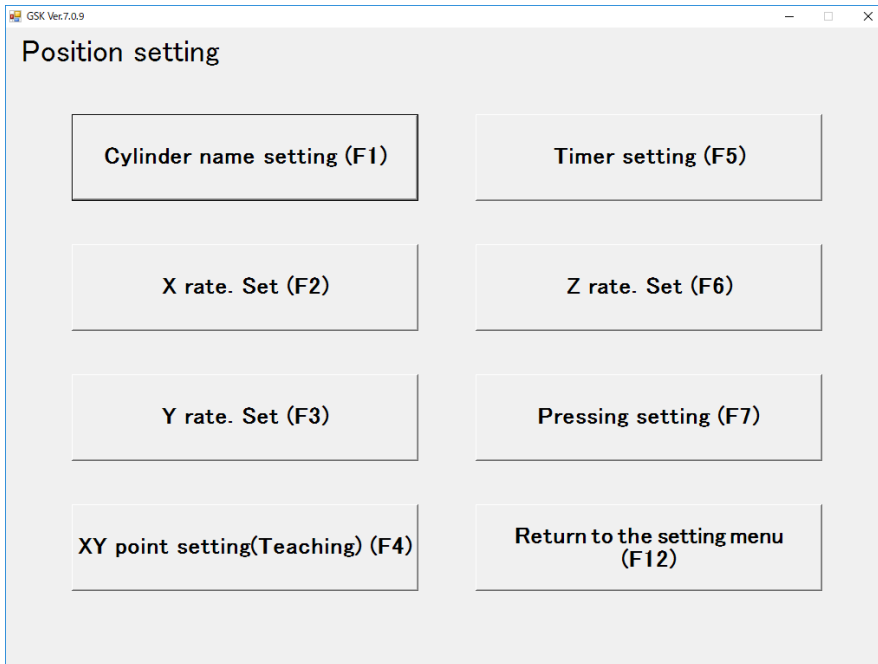 GSK Ver.7.0.9
Position setting
Cylinder name setting (F1)
Timer setting (F5)
X rate. Set (F2)
Z rate. Set (F6)
Y rate. Set (F3)
Pressing setting (F7)
XY point setting(Teaching) (F4)
Return to the setting menu
(F12)